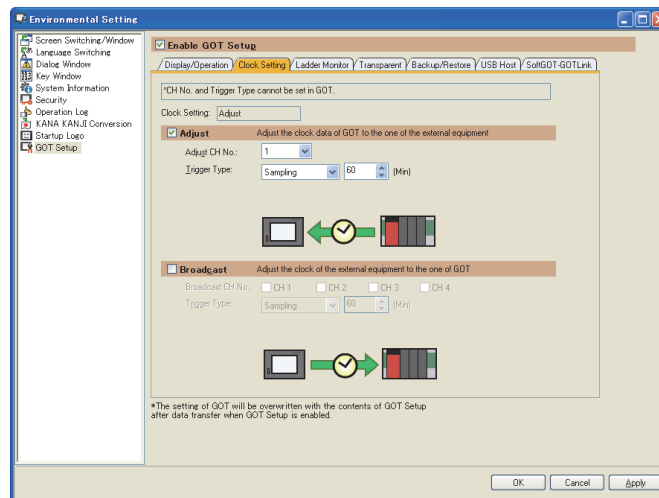 Environmental Setting
Screen Switching/Window
Language Switching
Dialog Window
Key Window
System Information
Security
Operation Log
KANA KANJI Conversion
Startup Logo
GOT Setup
Enable GOT Setup
Display/Operation
Clock Setting
Ladder Monitor
Transparent
Backup/Restore
USB Host
SoftGOT-GOTLink
*CH No. and Trigger Type cannot be set in GOT.
Clock Setting: Adjust
Adjust Adjust the clock data of GOT to the one of the external equipment
Adjust CH No.: 1
Trigger Type: Sampling 60 (Min)
Broadcast Adjust the clock of the external equipment to the one of GOT
Broadcast CH No.: CH 1 CH 2 CH 3 CH 4
Trigger Type: Sampling 60 (Min)
*The setting of GOT will be overwritten with the contents of GOT Setup
after data transfer when GOT Setup is enabled.
OK Cancel Apply